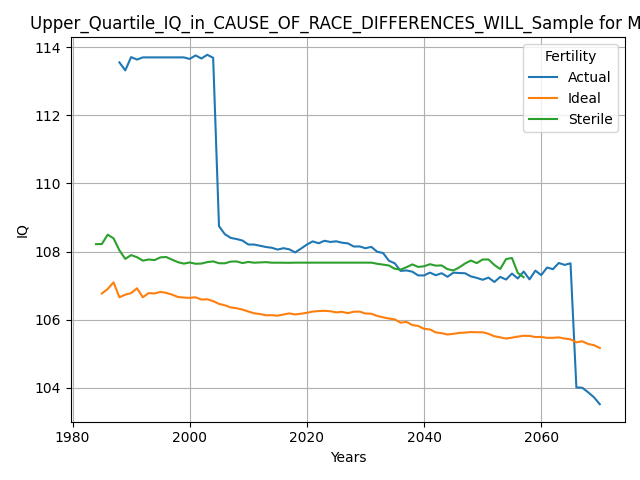 Upper_Quartile_IQ_in_CAUSE_OF_RACE_DIFFERENCES_WILL_Sample for M
114
112
110
108
106
104
IQ
Fertility
Actual
Ideal
Sterile
1980
2000
2020
2040
2060
Years